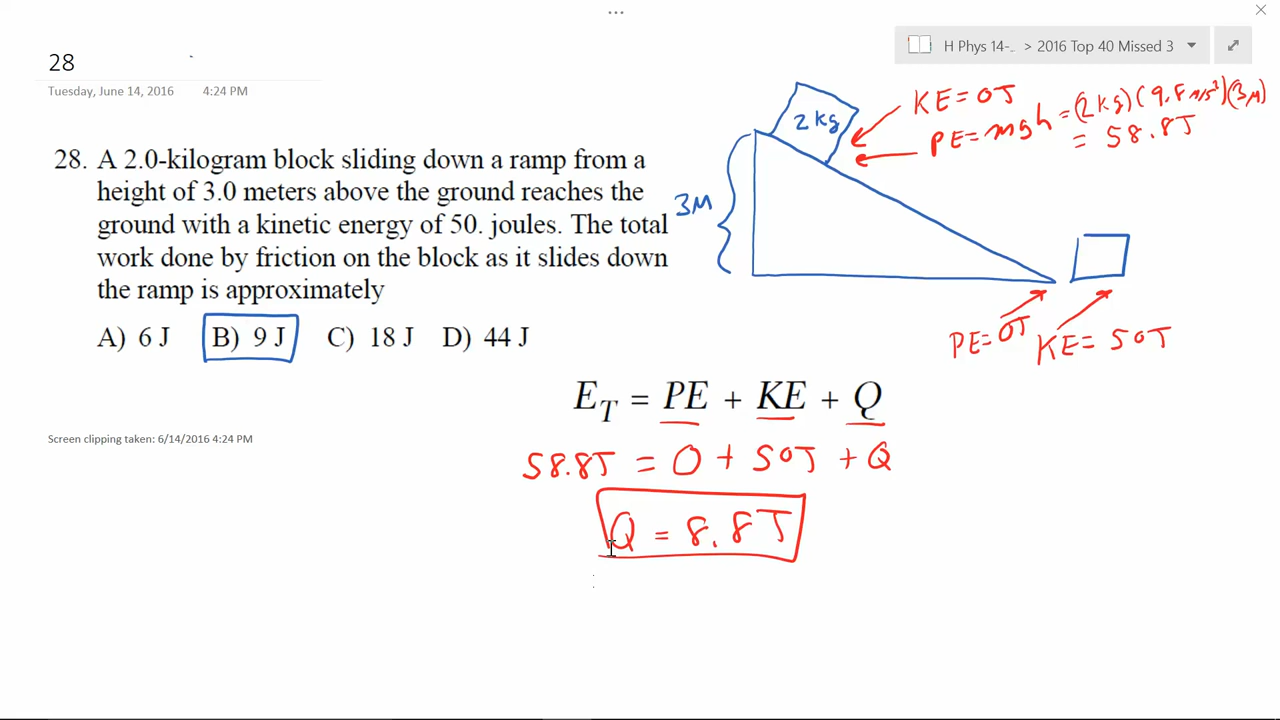 …
H Phys 14-.. > 2016 Top 40 Missed 3
28
Tuesday, June 14, 2016 4:24 PM
KE = 0J
PE = mgh = (2kg)(9.8 m/s²)(3M)
= 58.8J
2 kg
3M
28. A 2.0-kilogram block sliding down a ramp from a
height of 3.0 meters above the ground reaches the
ground with a kinetic energy of 50. joules. The total
work done by friction on the block as it slides down
the ramp is approximately
A) 6 J B) 9 J C) 18 J D) 44 J
PE = 0J KE = 50J
E_T = PE + KE + Q
Screen clipping taken: 6/14/2016 4:24 PM
58.8J = 0 + 50J + Q
Q = 8.8J